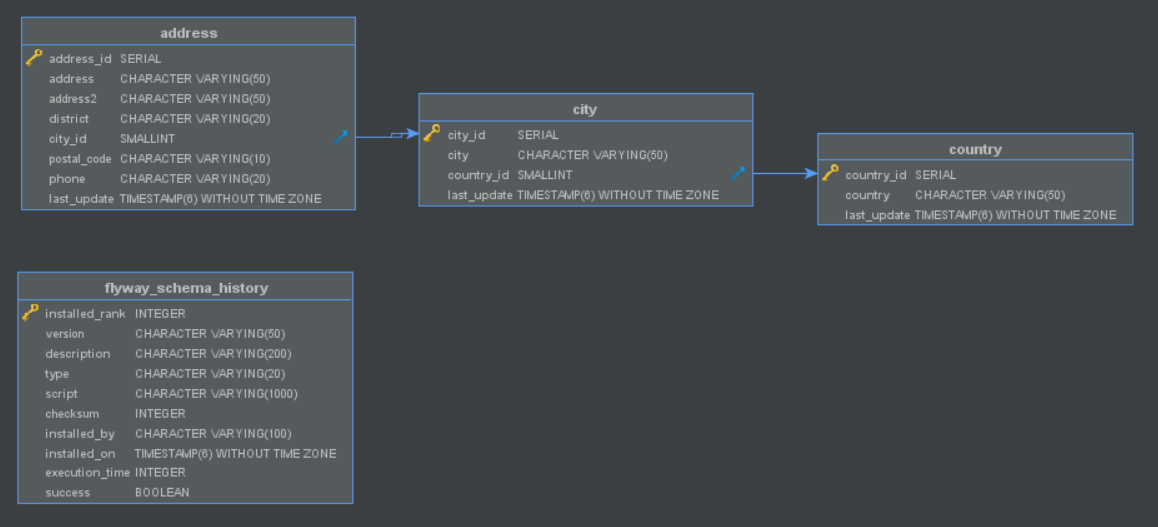 address
address_id SERIAL
address CHARACTER VARYING(50)
address2 CHARACTER VARYING(50)
district CHARACTER VARYING(20)
city_id SMALLINT
postal_code CHARACTER VARYING(10)
phone CHARACTER VARYING(20)
last_update TIMESTAMP(6) WITHOUT TIME ZONE
city
city_id SERIAL
city CHARACTER VARYING(50)
country_id SMALLINT
last_update TIMESTAMP(6) WITHOUT TIME ZONE
country
country_id SERIAL
country CHARACTER VARYING(50)
last_update TIMESTAMP(6) WITHOUT TIME ZONE
flyway_schema_history
installed_rank INTEGER
version CHARACTER VARYING(50)
description CHARACTER VARYING(200)
type CHARACTER VARYING(20)
script CHARACTER VARYING(1000)
checksum INTEGER
installed_by CHARACTER VARYING(100)
installed_on TIMESTAMP(6) WITHOUT TIME ZONE
execution_time INTEGER
success BOOLEAN